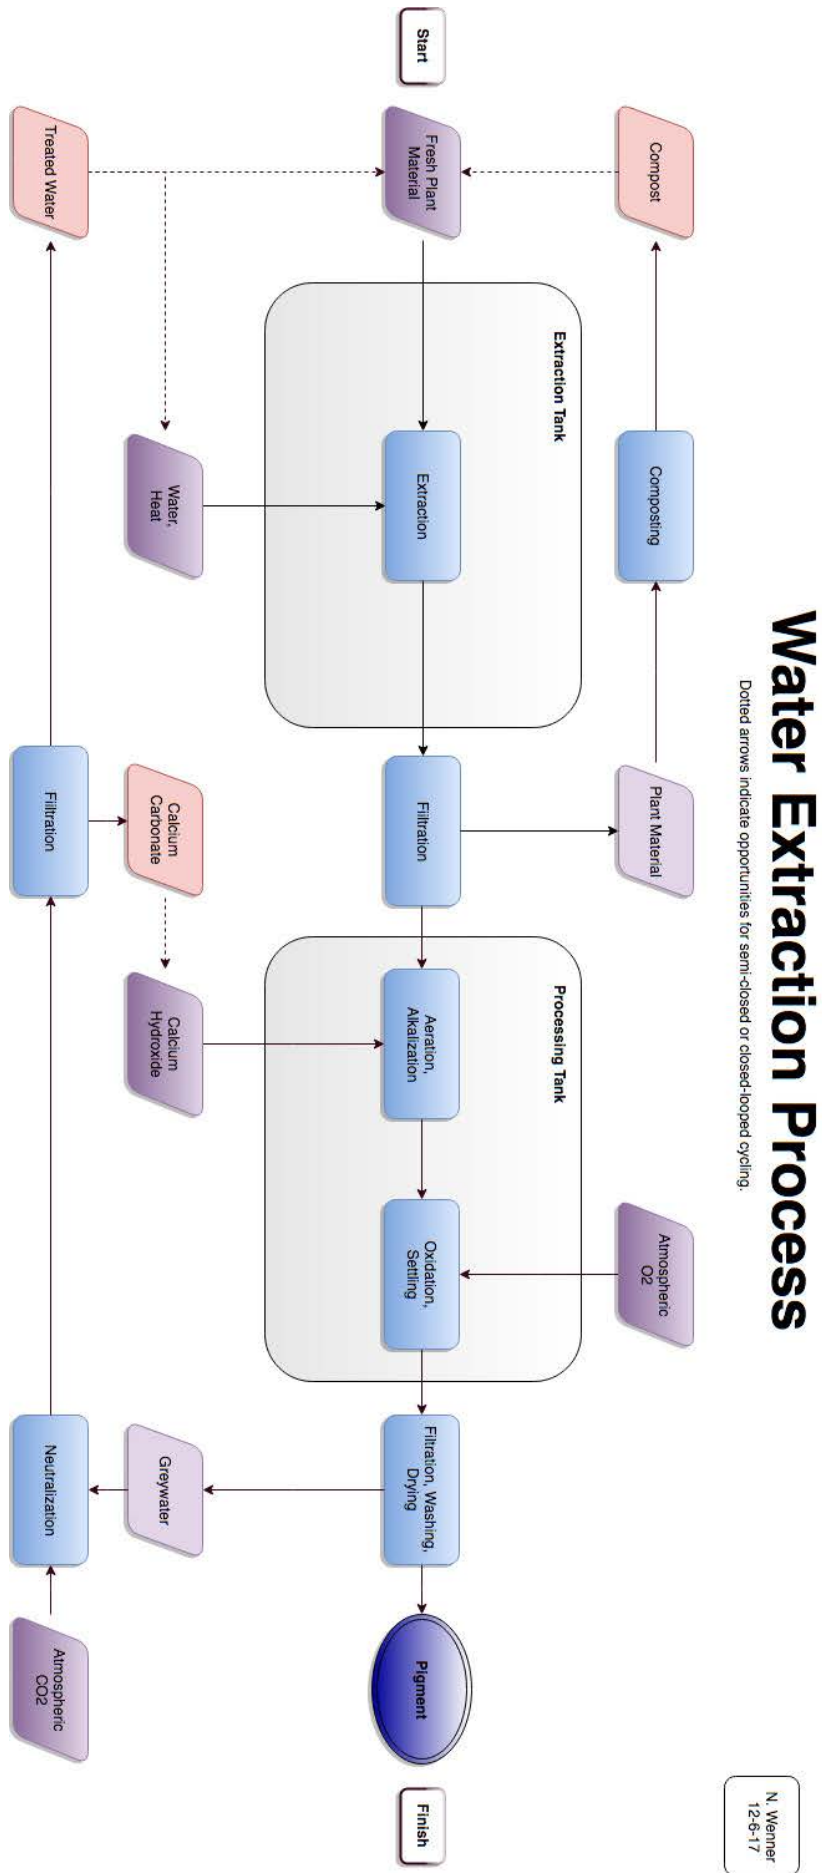 Water Extraction Process
Dotted arrows indicate opportunities for semi-closed or closed-looped cycling.
N. Wenner
12-6-17
Compost
Composting
Plant Material
Atmospheric
O2
Extraction Tank
Processing Tank
Start
Fresh Plant
Material
Extraction
Filtration
Aeration,
Alkalization
Oxidation,
Settling
Filtration, Washing,
Drying
Pigment
Finish
Water,
Heat
Calcium
Carbonate
Calcium
Hydroxide
Greywater
Treated Water
Filtration
Neutralization
Atmospheric
CO2